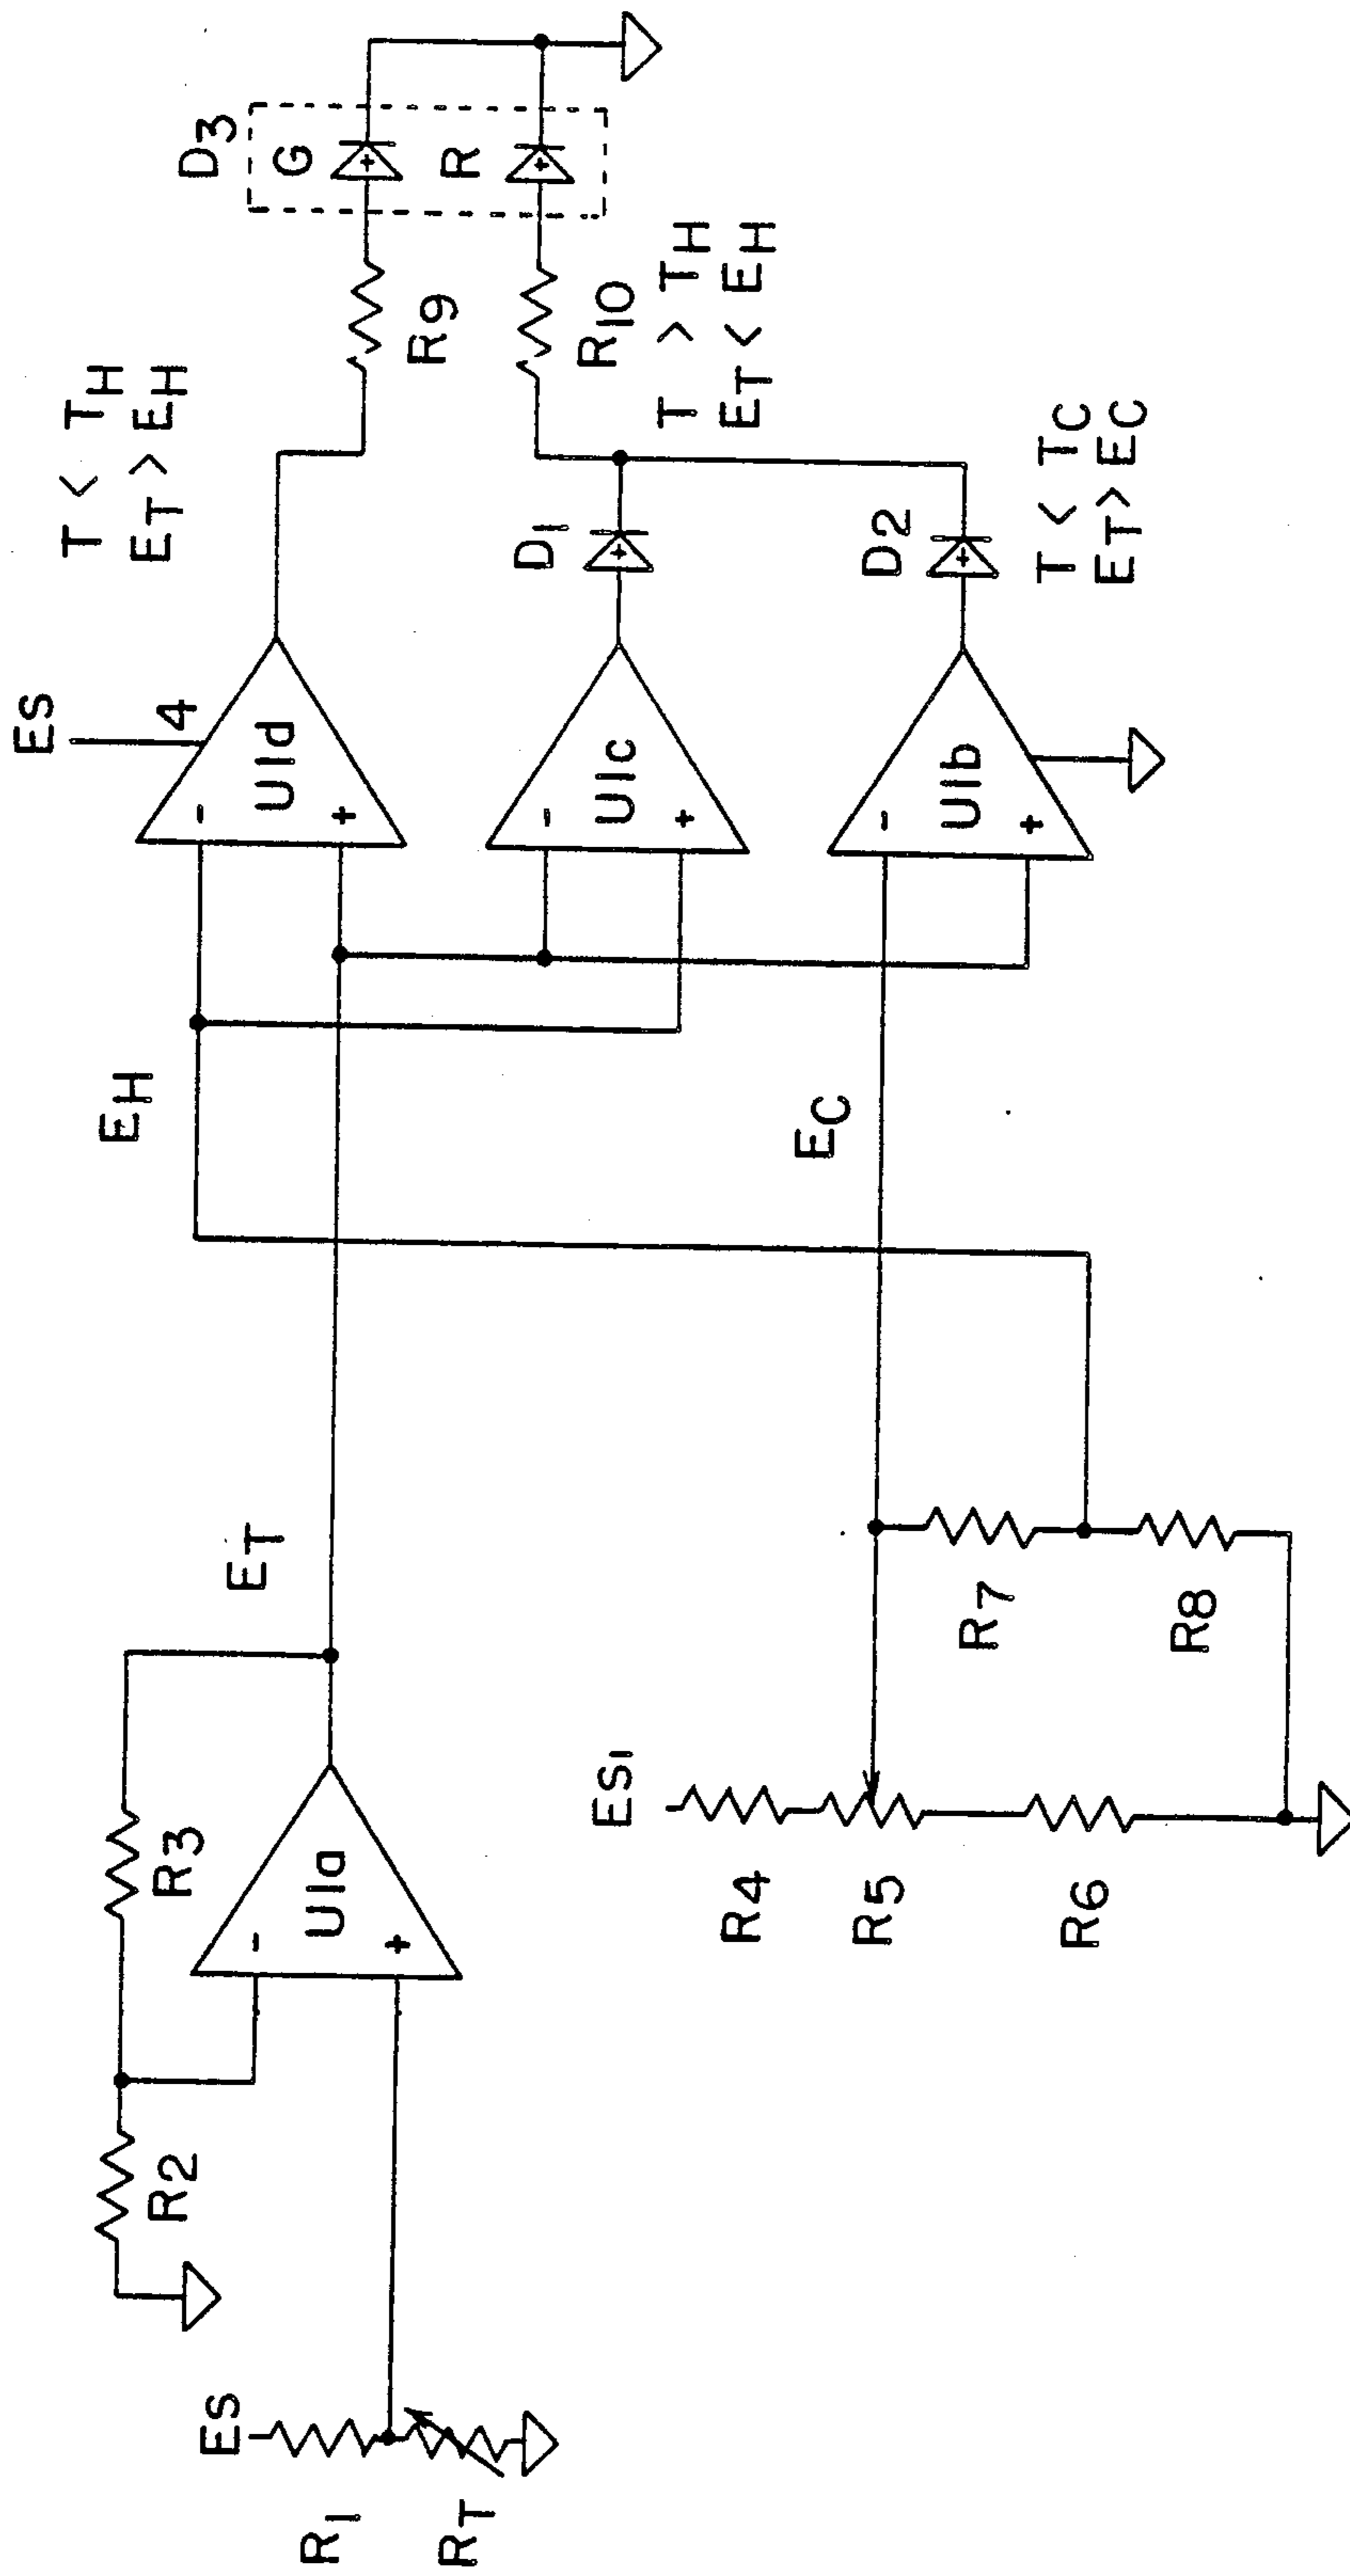 ES
R1
RT
R2
R3
U1a
-
+
ET
ES1
R4
R5
R6
R7
R8
EH
EC
ES
4
U1d
-
+
U1c
-
+
U1b
-
+
T < TH
ET > EH
D1
D2
T < TC
ET > EC
R9
R10
T > TH
ET < EH
D3
G
R
+
+
+
+